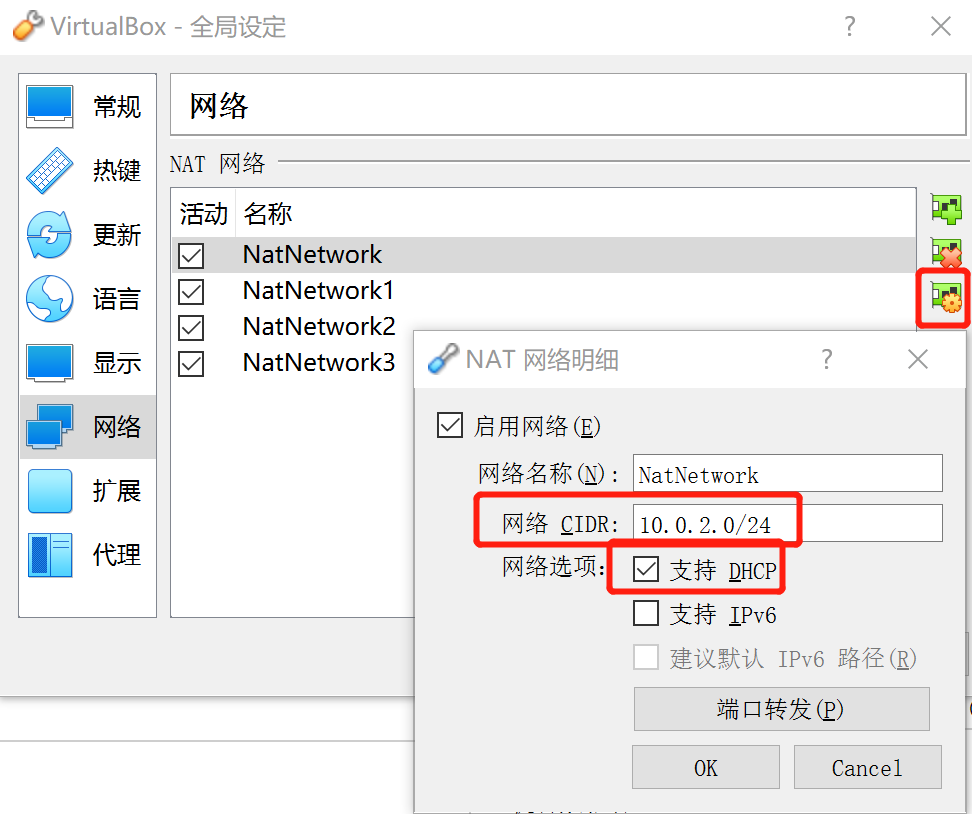 VirtualBox - 全局设定 ?
常规
热键
更新
语言
显示
网络
扩展
代理
网络
NAT 网络
活动 名称
NatNetwork
NatNetwork1
NatNetwork2
NatNetwork3
NAT 网络明细 ?
启用网络(E)
网络名称(N): NatNetwork
网络 CIDR: 10.0.2.0/24
网络选项: 支持 DHCP
支持 IPv6
建议默认 IPv6 路径(R)
端口转发(P)
OK Cancel